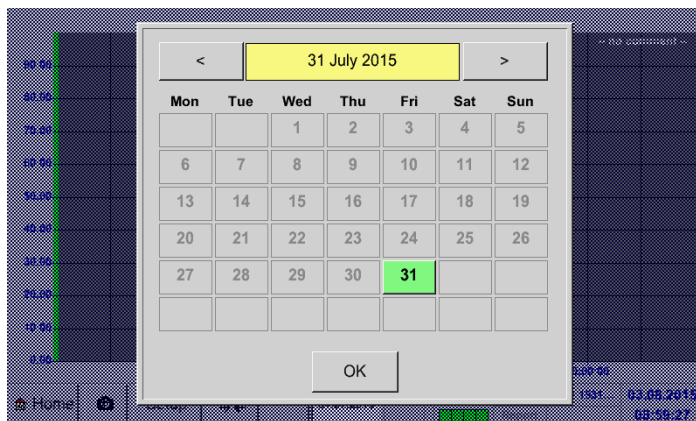 < 31 July 2015 >
Mon Tue Wed Thu Fri Sat Sun
1 2 3 4 5
6 7 8 9 10 11 12
13 14 15 16 17 18 19
20 21 22 23 24 25 26
27 28 29 30 31
OK
-- no comment --
90.00
80.00
70.00
60.00
50.00
40.00
30.00
20.00
10.00
0.00
Home
Setup
Report
03.08.2015
08:59:27